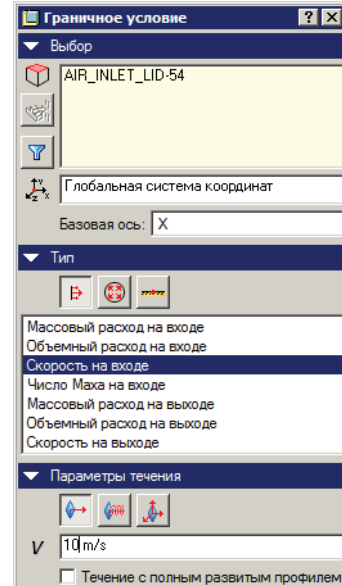 Граничное условие
Выбор
AIR_INLET_LID-54
Глобальная система координат
Базовая ось: X
Тип
Массовый расход на входе
Объемный расход на входе
Скорость на входе
Число Маха на входе
Массовый расход на выходе
Объемный расход на выходе
Скорость на выходе
Параметры течения
V 10 m/s
Течение с полным развитым профилем